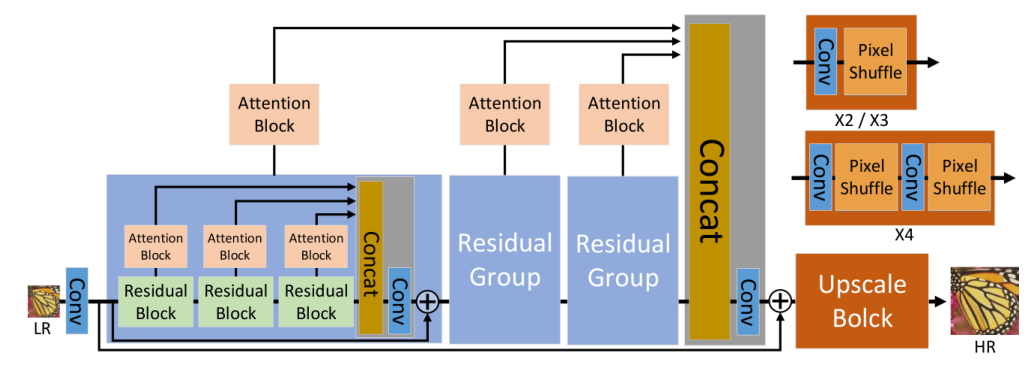 Attention
Block
Attention
Block
Attention
Block
Concat
Conv
Pixel
Shuffle
X2 / X3
Conv
Pixel
Shuffle
Conv
Pixel
Shuffle
X4
Attention
Block
Attention
Block
Attention
Block
Concat
Residual
Group
Residual
Group
LR
Conv
Residual
Block
Residual
Block
Residual
Block
Conv
Conv
Upscale
Bolck
HR